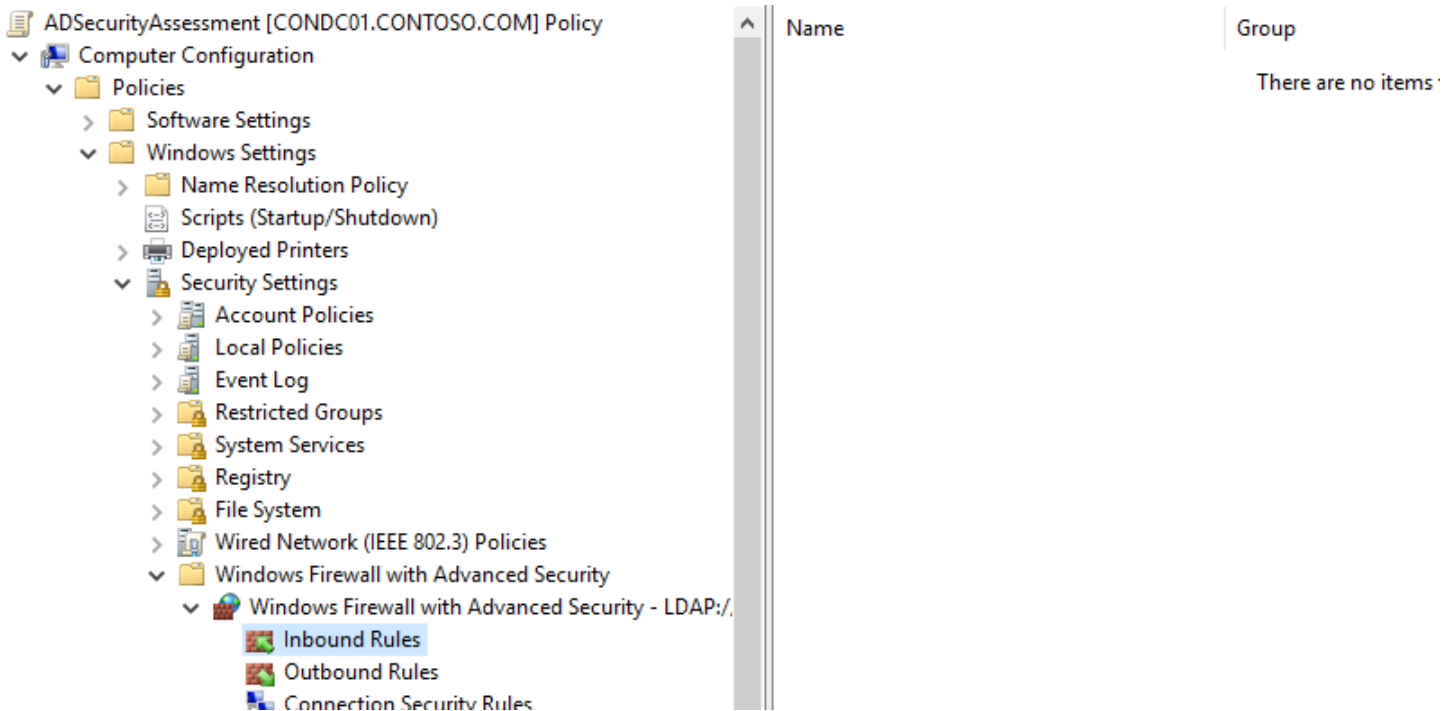 ADSecurityAssessment [CONDC01.CONTOSO.COM] Policy
Computer Configuration
Policies
Software Settings
Windows Settings
Name Resolution Policy
Scripts (Startup/Shutdown)
Deployed Printers
Security Settings
Account Policies
Local Policies
Event Log
Restricted Groups
System Services
Registry
File System
Wired Network (IEEE 802.3) Policies
Windows Firewall with Advanced Security
Windows Firewall with Advanced Security - LDAP:/
Inbound Rules
Outbound Rules
Connection Security Rules
Name Group
There are no items